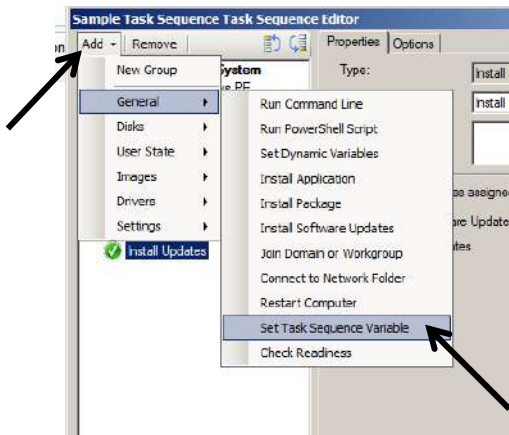 Sample Task Sequence Task Sequence Editor
Add Remove
Properties Options
New Group
System
Type:
Install
PE
General
Disks
User State
Images
Drivers
Settings
Install Updates
Run Command Line
Run PowerShell Script
Set Dynamic Variables
Install Application
Install Package
Install Software Updates
Join Domain or Workgroup
Connect to Network Folder
Restart Computer
Set Task Sequence Variable
Check Readiness
Install
assigne
Update